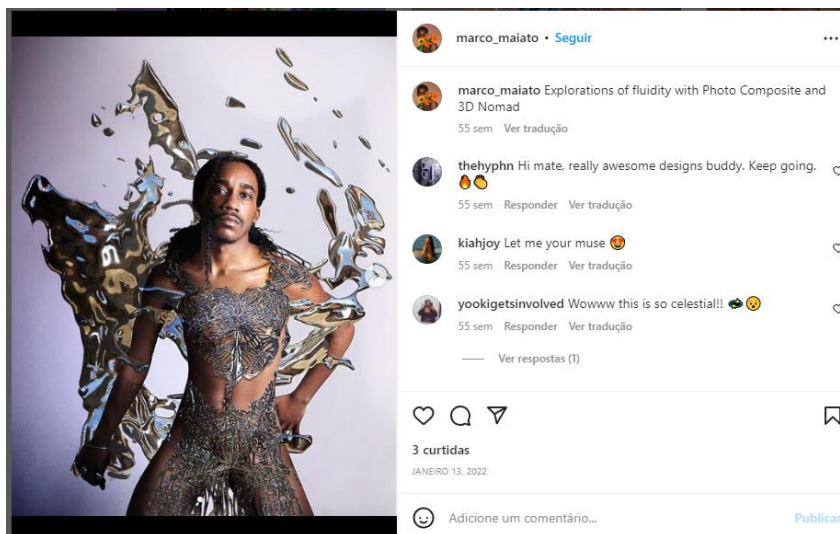 marco_maiato • Seguir
marco_maiato Explorations of fluidity with Photo Composite and
3D Nomad
55 sem Ver tradução
thehyphn Hi mate, really awesome designs buddy. Keep going.
🔥👏
55 sem Responder Ver tradução
kiahjoy Let me your muse 😍
55 sem Responder Ver tradução
yookigetsinvolved Wowww this is so celestial!! 😮
55 sem Responder Ver tradução
Ver respostas (1)
3 curtidas
JANEIRO 13, 2022
Adicione um comentário...
Publicar